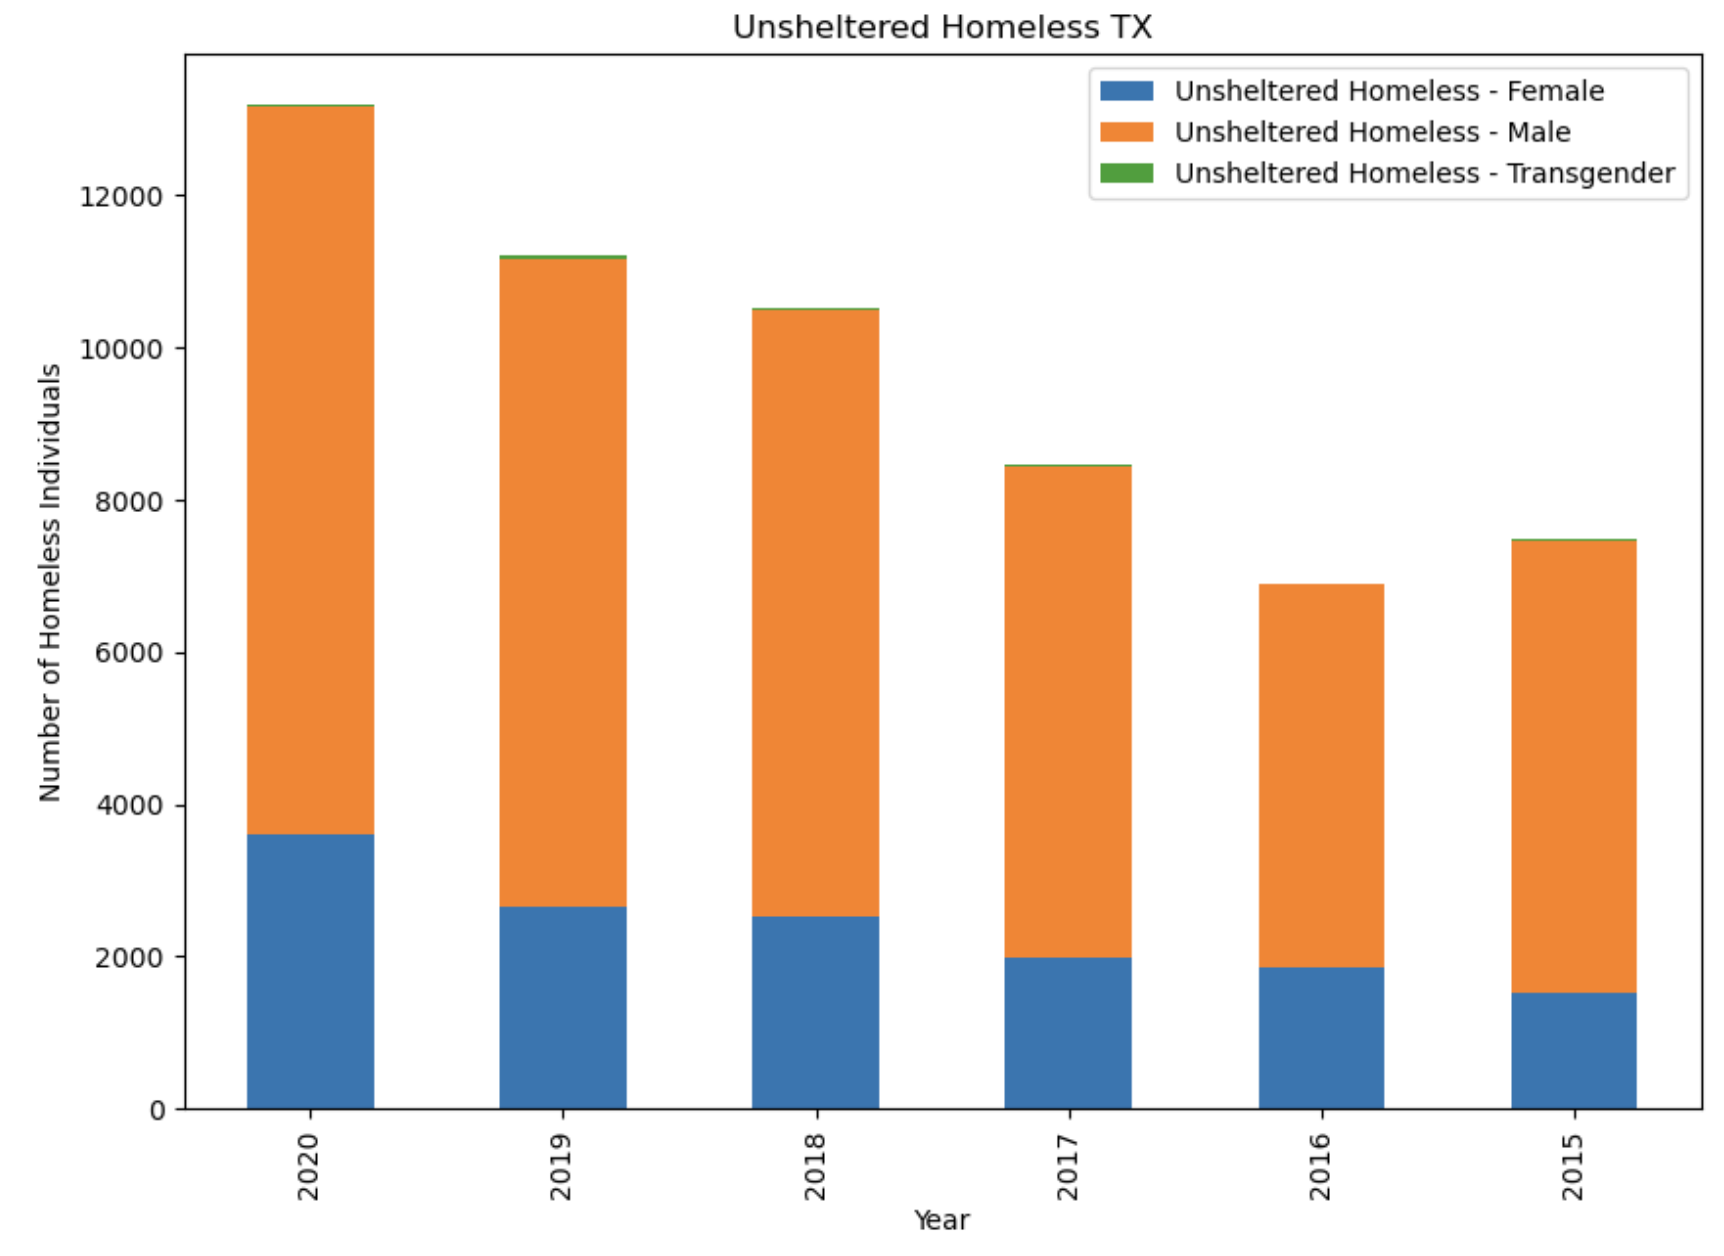 Unsheltered Homeless TX
Unsheltered Homeless - Female
Unsheltered Homeless - Male
Unsheltered Homeless - Transgender
Number of Homeless Individuals
12000
10000
8000
6000
4000
2000
0
2020
2019
2018
2017
2016
2015
Year